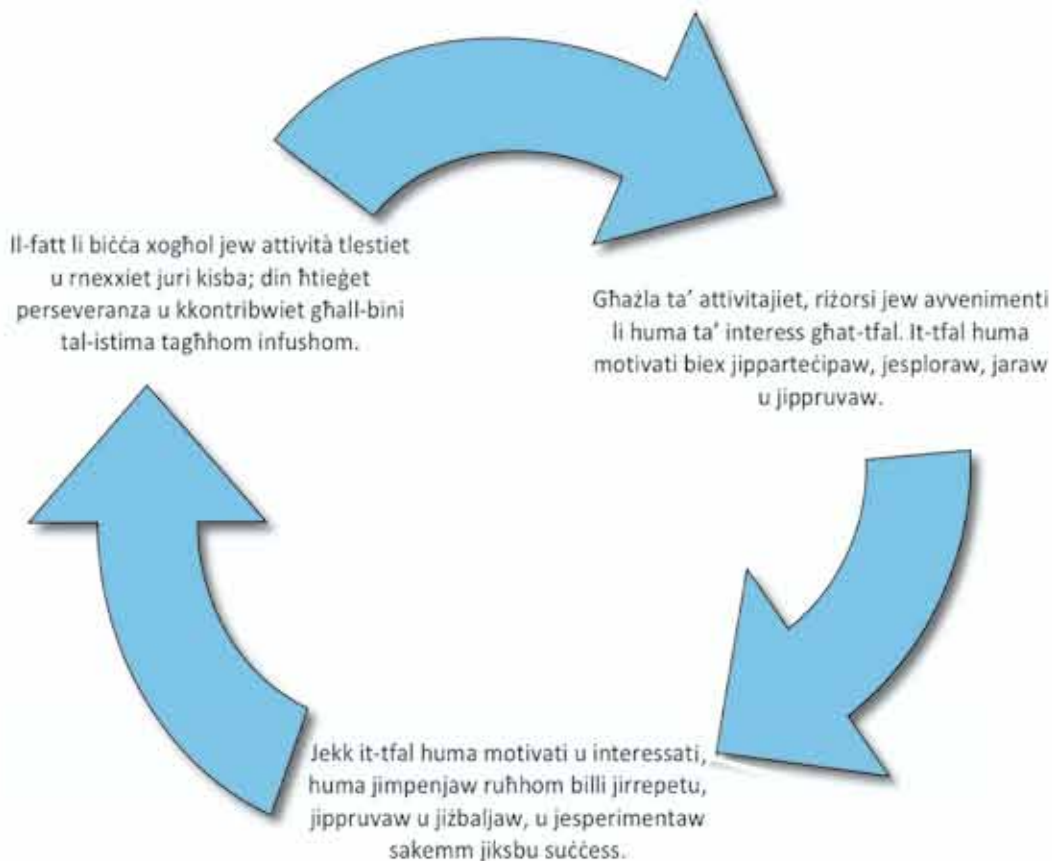 Il-fatt li biċċa xogħol jew attività tlestiet
u rnexxiet juri kisba; din ħtieġet
perseveranza u kkontribwiet għall-bini
tal-istima tagħhom infushom.
Għażla ta’ attivitajiet, riżorsi jew avvenimenti
li huma ta’ interess għat-tfal. It-tfal huma
motivati biex jipparteċipaw, jesploraw, jaraw
u jippruvaw.
Jekk it-tfal huma motivati u interessati,
huma jimpenjaw ruħhom billi jirrepetu,
jippruvaw u jiżbaljaw, u jesperimentaw
sakemm jiksbu suċċess.